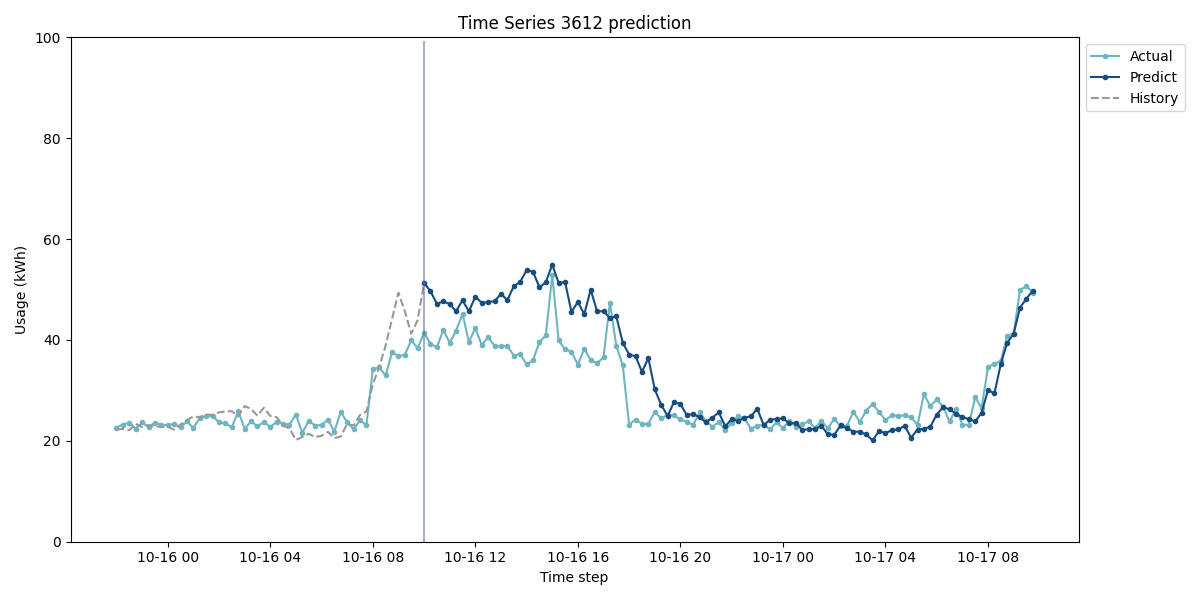 Time Series 3612 prediction
100
80
60
40
20
0
Usage (kWh)
10-16 00
10-16 04
10-16 08
10-16 12
10-16 16
10-16 20
10-17 00
10-17 04
10-17 08
Time step
Actual
Predict
History